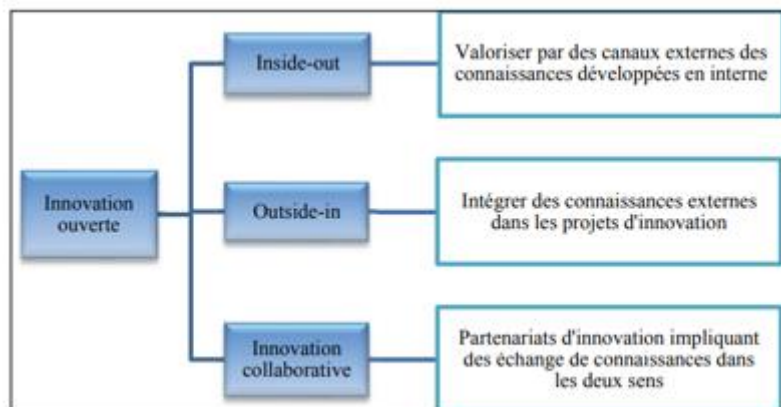 Inside-out
Valoriser par des canaux externes des
connaissances développées en interne
Innovation
ouverte
Outside-in
Intégrer des connaissances externes
dans les projets d'innovation
Innovation
collaborative
Partenariats d'innovation impliquant
des échange de connaissances dans
les deux sens